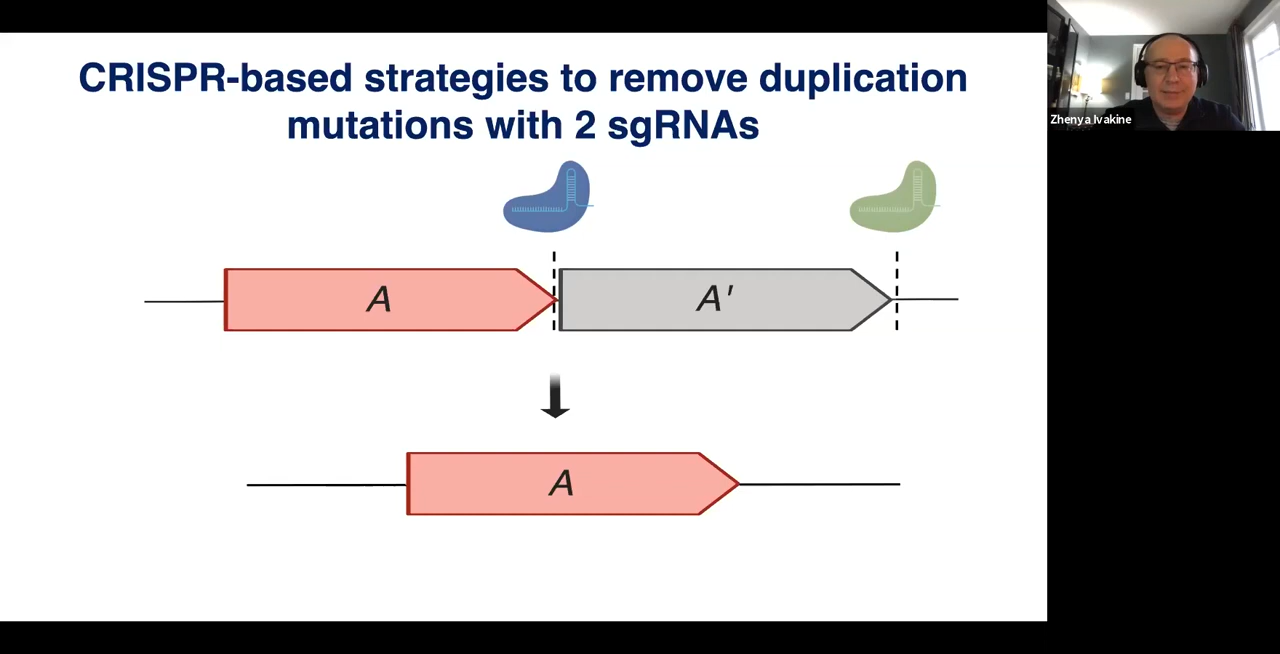 CRISPR-based strategies to remove duplication
mutations with 2 sgRNAs
Zhenya Ivakine
A
A'
A